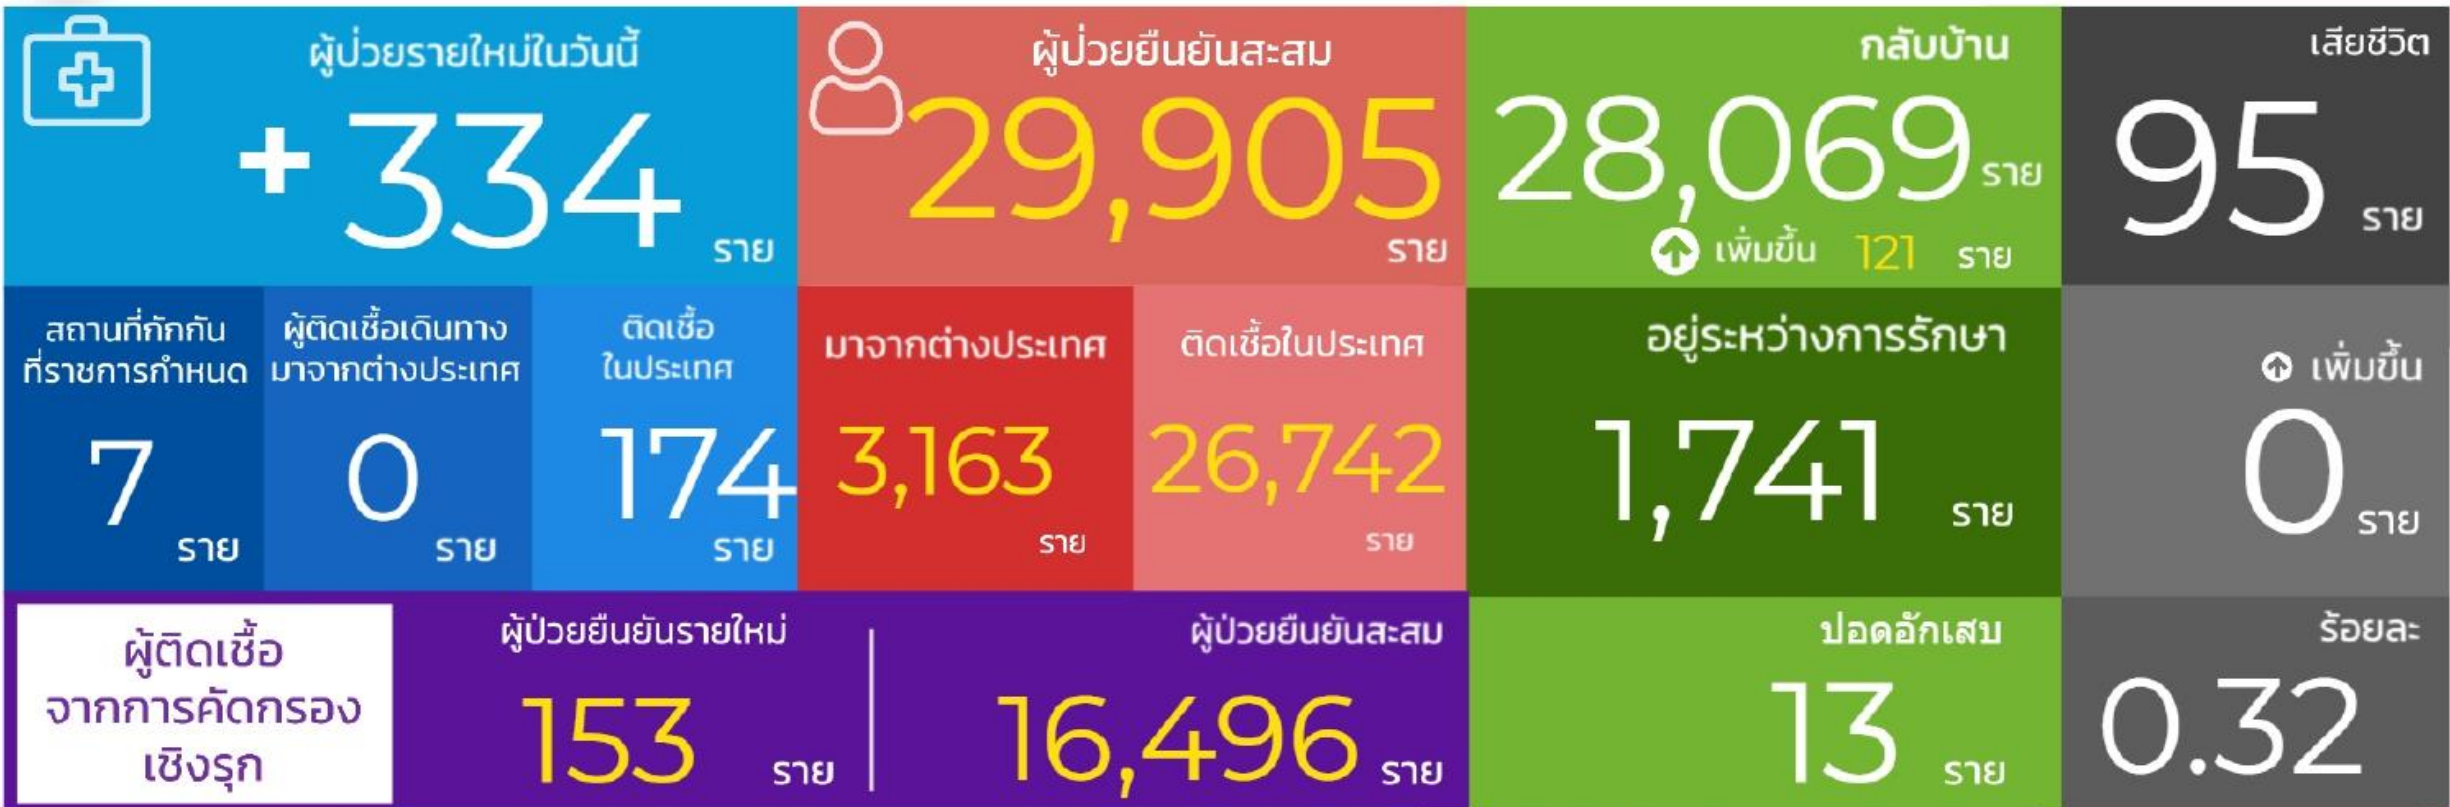 ผู้ป่วยรายใหม่ในวันนี้
+334
ราย
ผู้ป่วยยืนยันสะสม
29,905
ราย
กลับบ้าน
28,069 ราย
เพิ่มขึ้น 121 ราย
เสียชีวิต
95 ราย
สถานที่กักกัน
ที่ราชการกำหนด
7
ราย
ผู้ติดเชื้อเดินทาง
มาจากต่างประเทศ
0
ราย
ติดเชื้อ
ในประเทศ
174
ราย
มาจากต่างประเทศ
3,163
ราย
ติดเชื้อในประเทศ
26,742
ราย
อยู่ระหว่างการรักษา
1,741 ราย
เพิ่มขึ้น
0 ราย
ผู้ติดเชื้อ
จากการคัดกรอง
เชิงรุก
ผู้ป่วยยืนยันรายใหม่
153 ราย
ผู้ป่วยยืนยันสะสม
16,496 ราย
ปอดอักเสบ
13 ราย
ร้อยละ
0.32